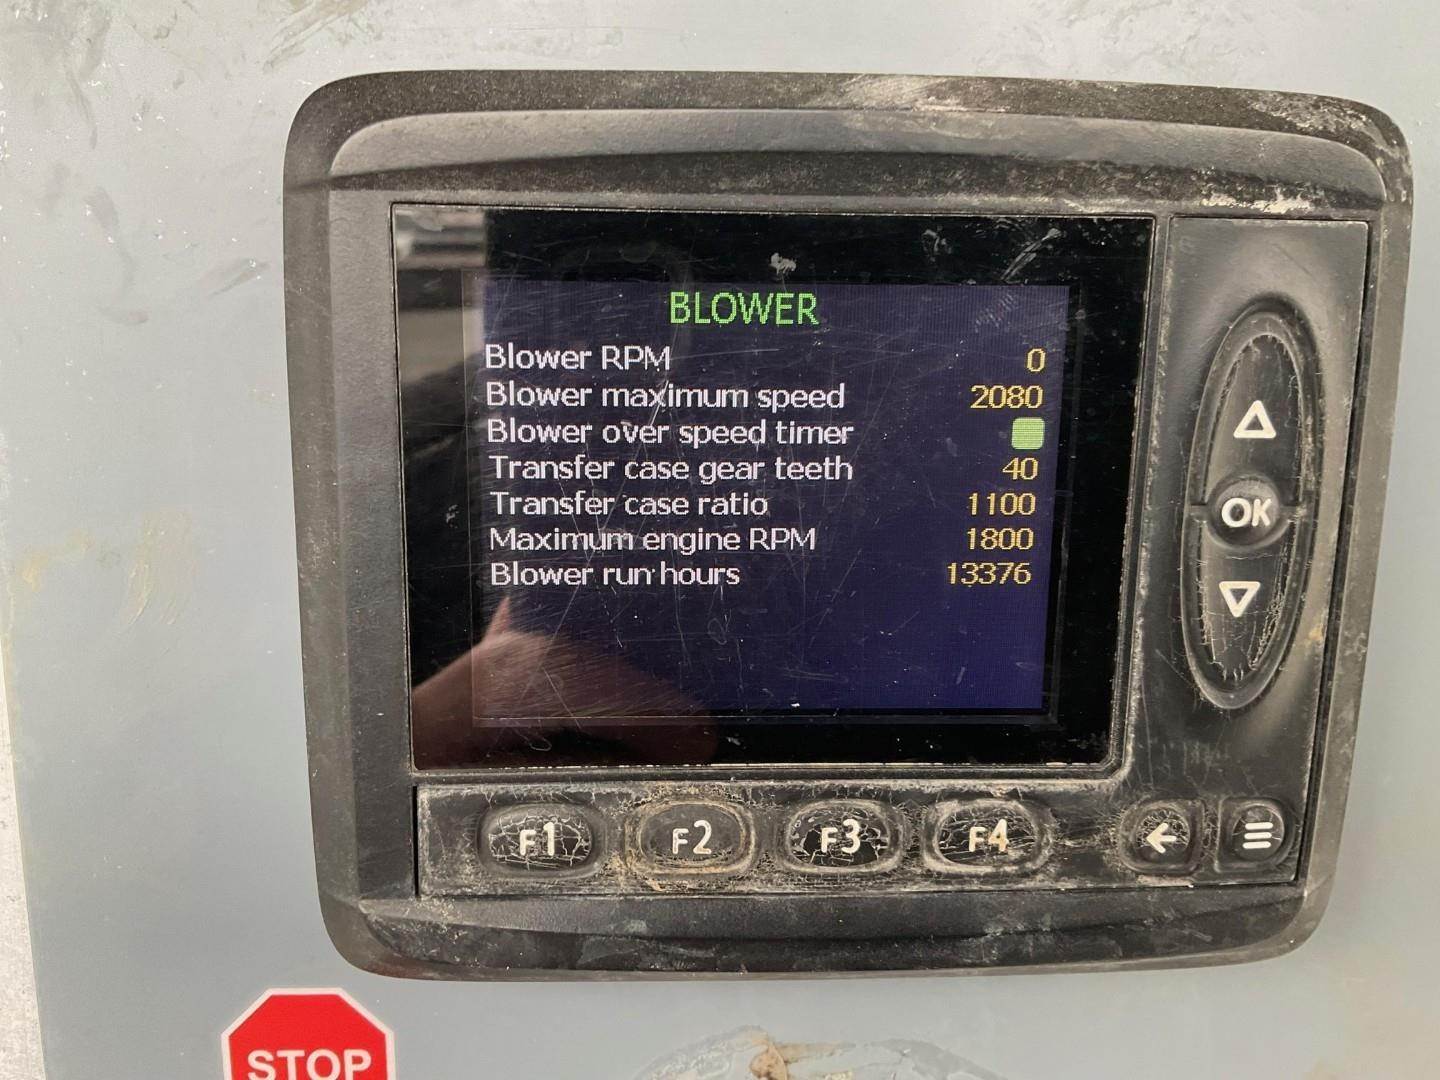 BLOWER
Blower RPM 0
Blower maximum speed 2080
Blower over speed timer
Transfer case gear teeth 40
Transfer case ratio 1100
Maximum engine RPM 1800
Blower run hours 13376
OK
F1 F2 F3 F4
STOP